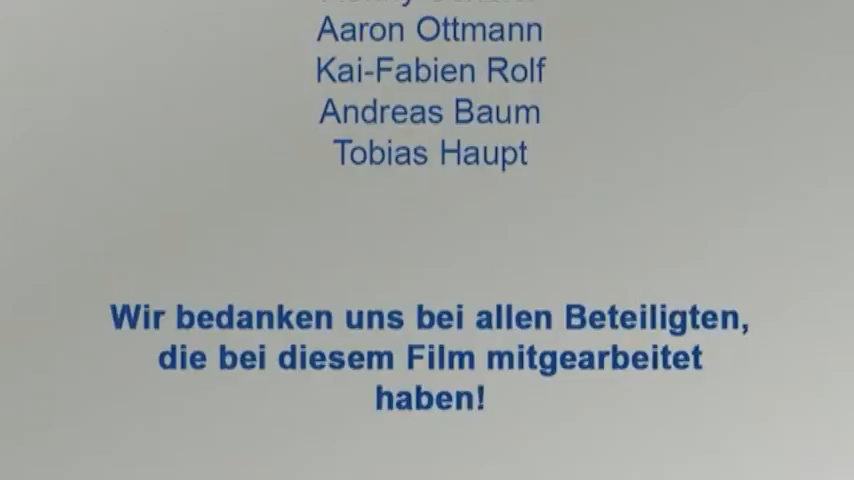 Aaron Ottmann
Kai-Fabien Rolf
Andreas Baum
Tobias Haupt
Wir bedanken uns bei allen Beteiligten,
die bei diesem Film mitgearbeitet
haben!